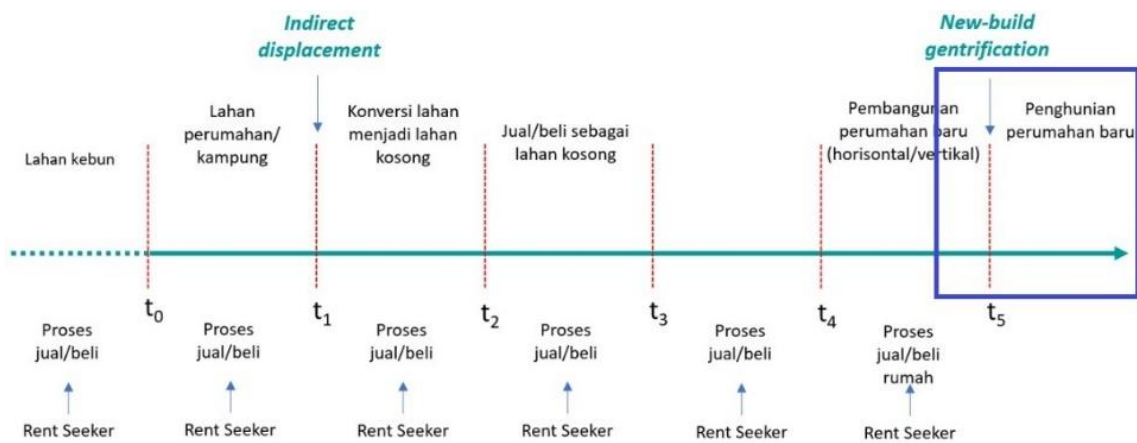 Indirect
displacement
New-build
gentrification
Lahan kebun
Lahan
perumahan/
kampung
Konversi lahan
menjadi lahan
kosong
Jual/beli sebagai
lahan kosong
Pembangunan
perumahan baru
(horisontal/vertikal)
Penghunian
perumahan baru
t0
t1
t2
t3
t4
t5
Proses
jual/beli
Proses
jual/beli
Proses
jual/beli
Proses
jual/beli
Proses
jual/beli
Proses
jual/beli
rumah
Rent Seeker
Rent Seeker
Rent Seeker
Rent Seeker
Rent Seeker
Rent Seeker